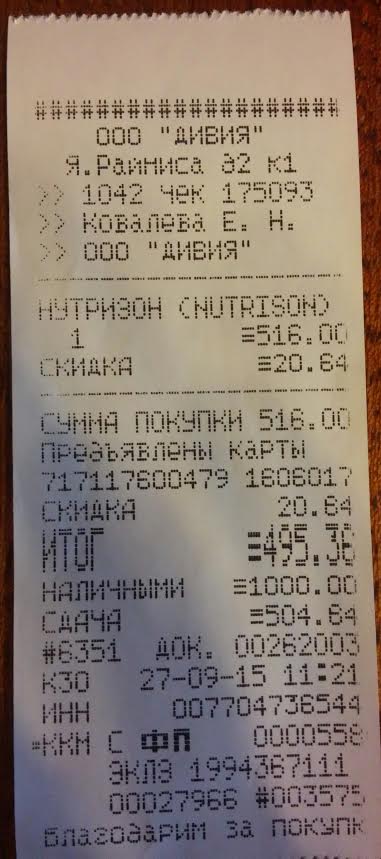 ####################
ООО "ДИВИЯ"
Я.Райниса д2 к1
>> 1042 Чек 175093
>> Ковалева Е. Н.
>> ООО "ДИВИЯ"
НУТРИЗОН (NUTRISON)
1 ≡516.00
СКИДКА ≡20.64
СУММА ПОКУПКИ 516.00
Предъявлены карты
717117600479 1606017
СКИДКА 20.64
ИТОГ ≡495.36
НАЛИЧНЫМИ ≡1000.00
СДАЧА ≡504.64
#6351 ДОК. 00262003
К30 27-09-15 11:21
ИНН 007704736544
≡ККМ С ФП 0000558
ЭКЛЗ 1994367111
00027966 #003575
Благодарим за покупк